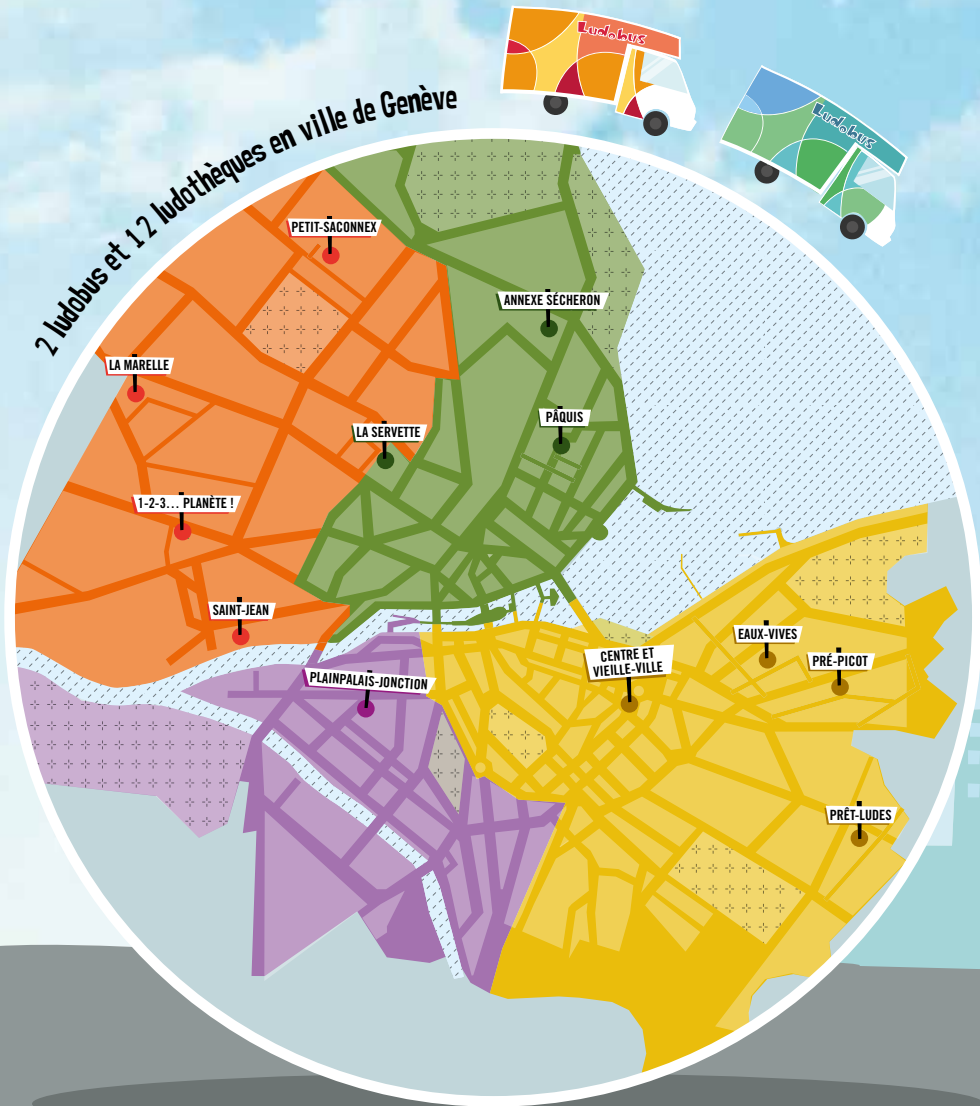 Ludobus
Ludobus
2 ludobus et 12 ludothèques en ville de Genève
PETIT-SACONNEX
ANNEXE SÉCHERON
LA MARELLE
PÂQUIS
LA SERVETTE
1-2-3... PLANÈTE !
SAINT-JEAN
EAUX-VIVES
CENTRE ET
VIEILLE-VILLE
PRÉ-PICOT
PLAINPALAIS-JONCTION
PRÊT-LUDES